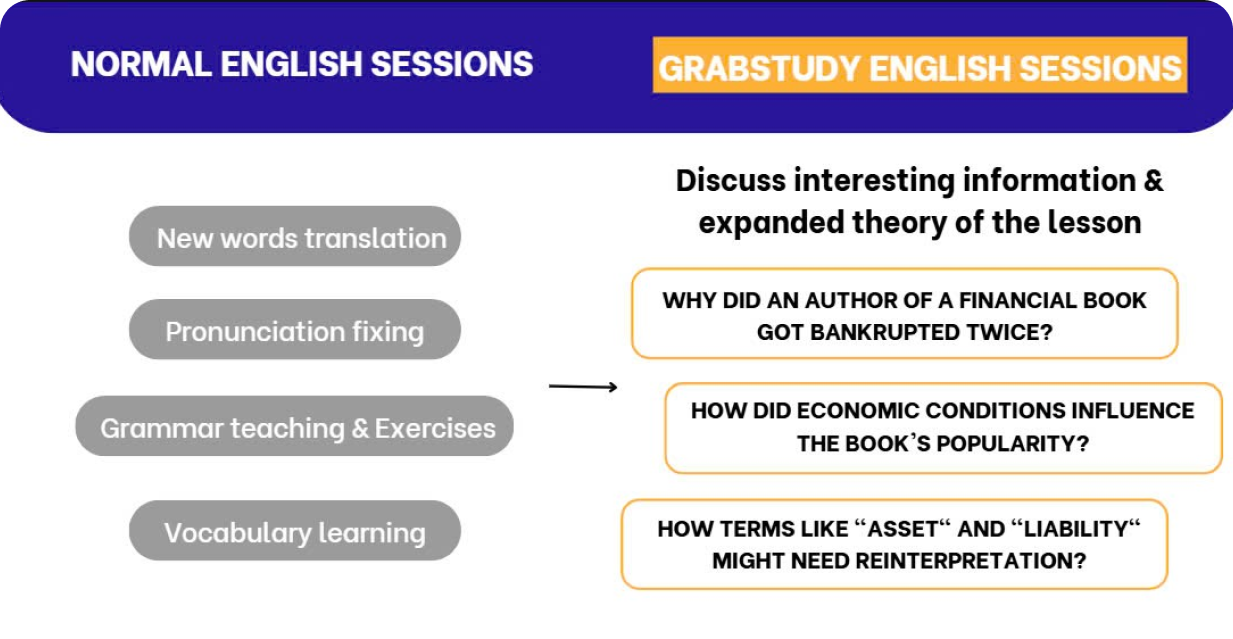 NORMAL ENGLISH SESSIONS
GRABSTUDY ENGLISH SESSIONS
New words translation
Pronunciation fixing
Grammar teaching & Exercises
Vocabulary learning
Discuss interesting information &
expanded theory of the lesson
WHY DID AN AUTHOR OF A FINANCIAL BOOK
GOT BANKRUPTED TWICE?
HOW DID ECONOMIC CONDITIONS INFLUENCE
THE BOOK'S POPULARITY?
HOW TERMS LIKE “ASSET“ AND “LIABILITY“
MIGHT NEED REINTERPRETATION?